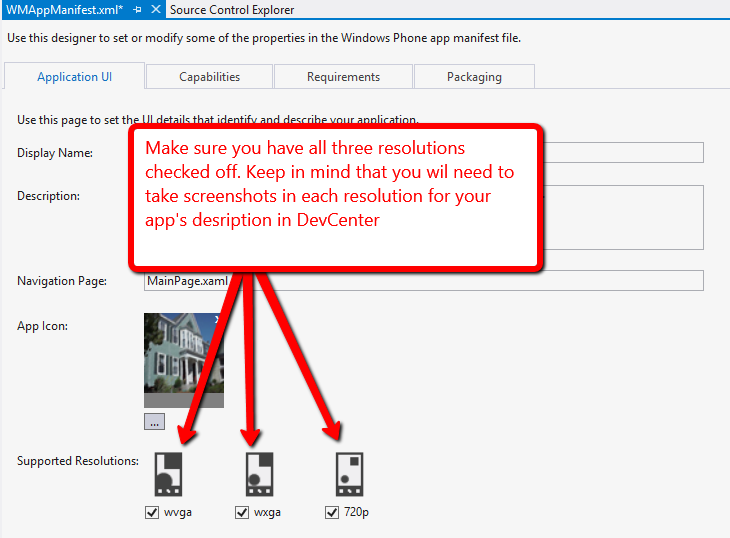 WMAppManifest.xml* Source Control Explorer
Use this designer to set or modify some of the properties in the Windows Phone app manifest file.
Application UI Capabilities Requirements Packaging
Use this page to set the UI details that identify and describe your application.
Display Name:
Make sure you have all three resolutions
checked off. Keep in mind that you wil need to
take screenshots in each resolution for your
app's desription in DevCenter
Description:
Navigation Page: MainPage.xaml
App Icon:
...
Supported Resolutions:
wvga wxga 720p